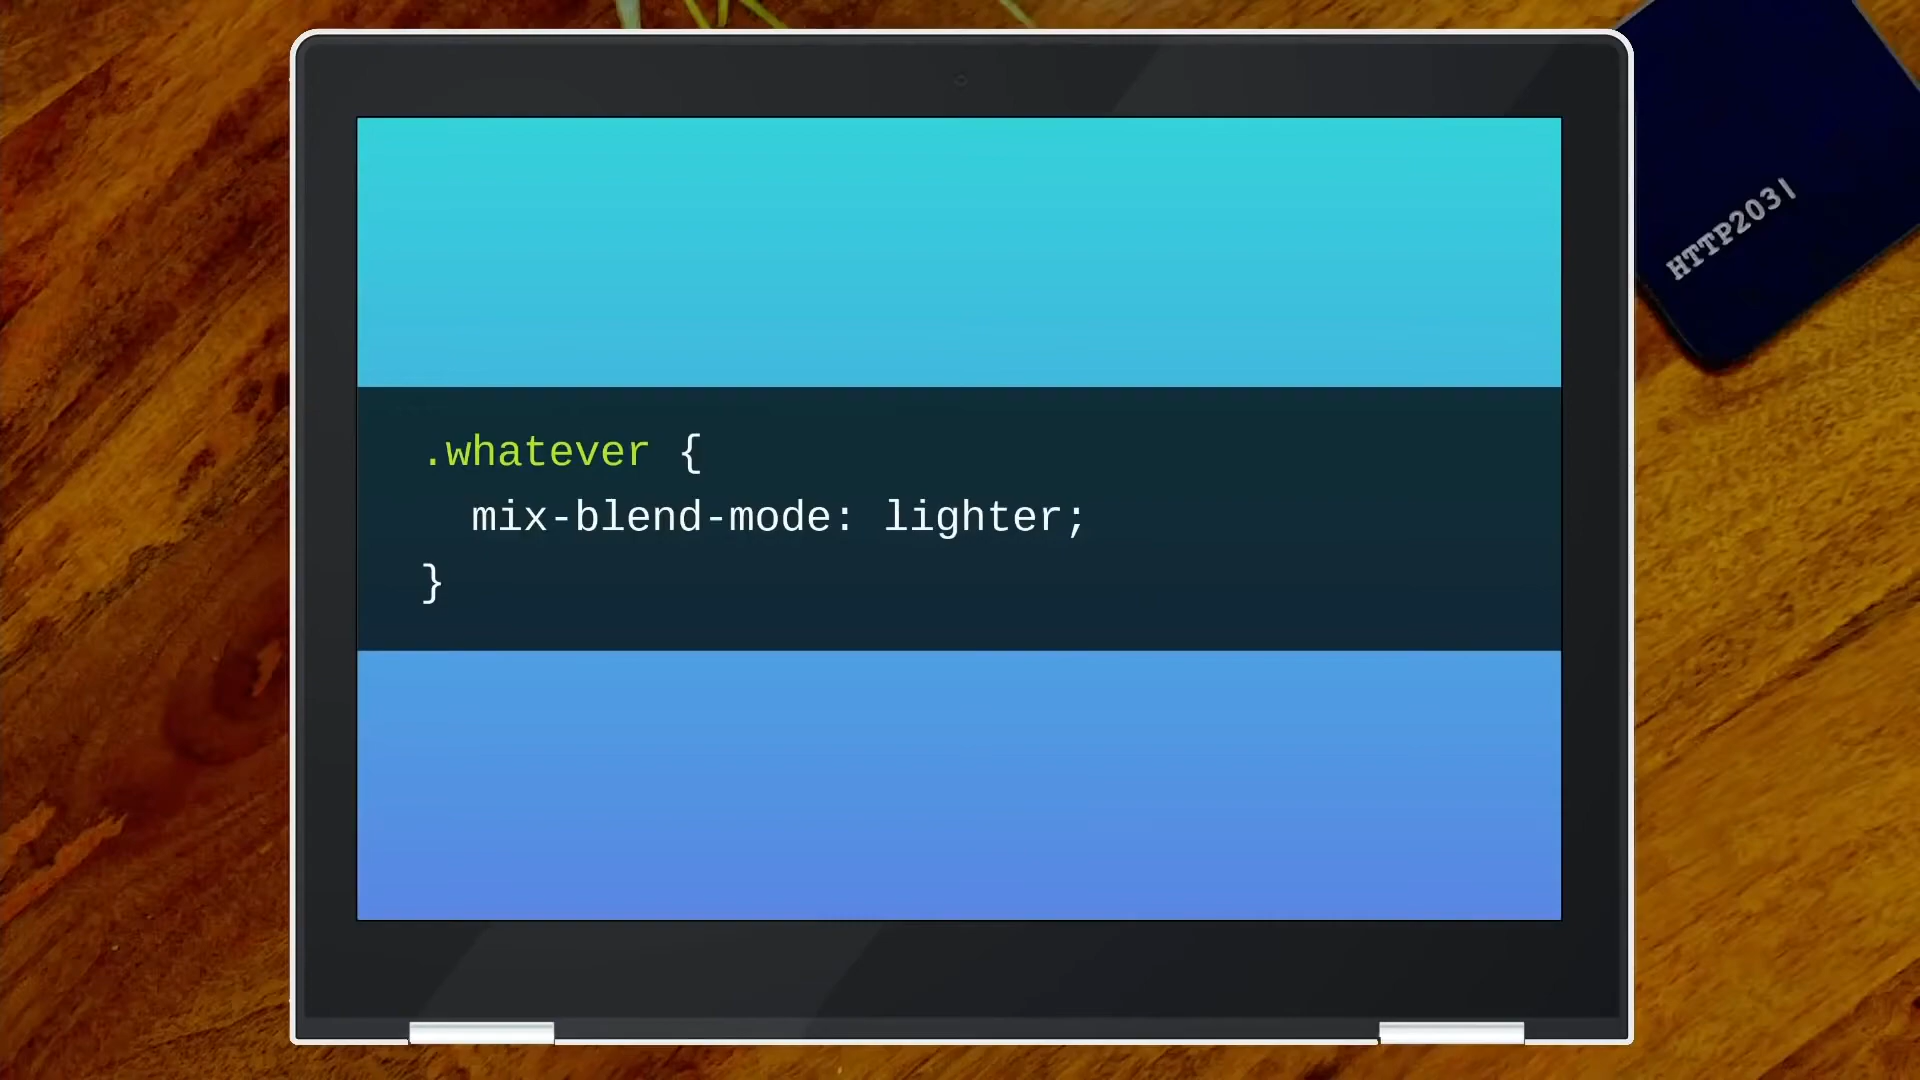 HTTP203|
.whatever {
  mix-blend-mode: lighter;
}